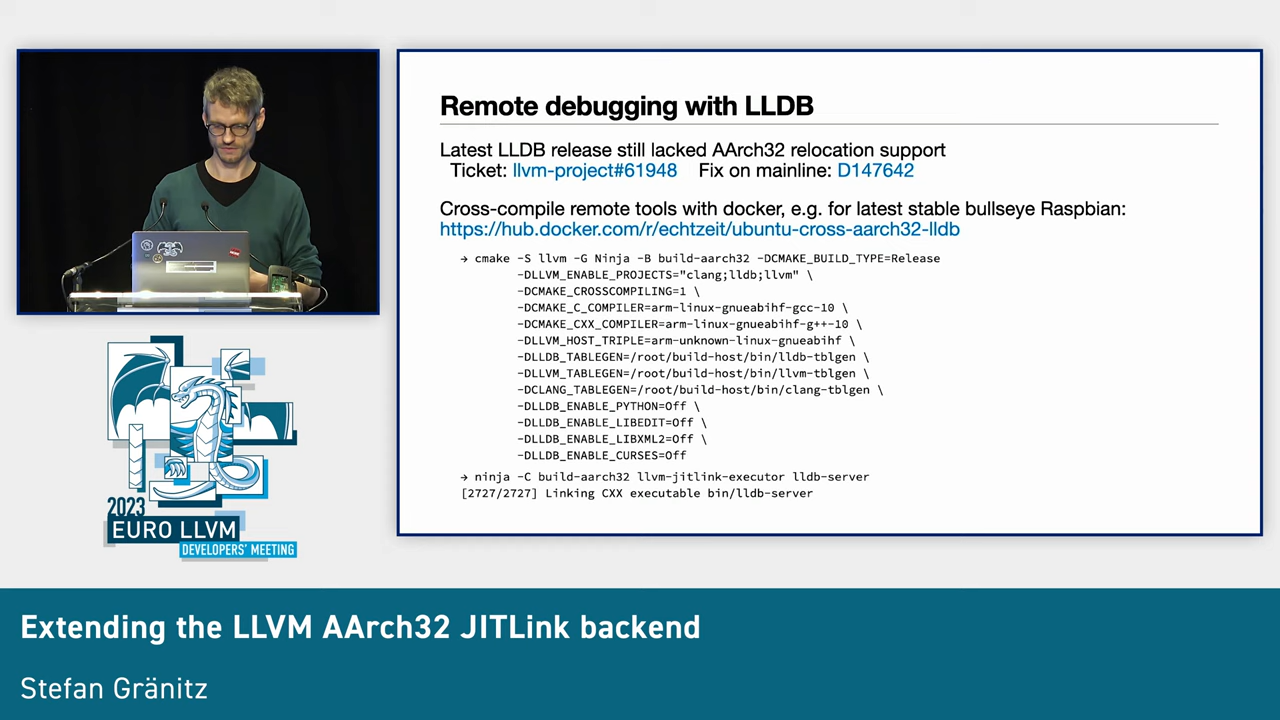 Remote debugging with LLDB
Latest LLDB release still lacked AArch32 relocation support
Ticket: llvm-project#61948 Fix on mainline: D147642
Cross-compile remote tools with docker, e.g. for latest stable bullseye Raspbian:
https://hub.docker.com/r/echtzeit/ubuntu-cross-aarch32-lldb
→ cmake -S llvm -G Ninja -B build-aarch32 -DCMAKE_BUILD_TYPE=Release
-DLLVM_ENABLE_PROJECTS="clang;lldb;llvm" \
-DCMAKE_CROSSCOMPILING=1 \
-DCMAKE_C_COMPILER=arm-linux-gnueabihf-gcc-10 \
-DCMAKE_CXX_COMPILER=arm-linux-gnueabihf-g++-10 \
-DLLVM_HOST_TRIPLE=arm-unknown-linux-gnueabihf \
-DLLDB_TABLEGEN=/root/build-host/bin/lldb-tblgen \
-DLLVM_TABLEGEN=/root/build-host/bin/llvm-tblgen \
-DCLANG_TABLEGEN=/root/build-host/bin/clang-tblgen \
-DLLDB_ENABLE_PYTHON=Off \
-DLLDB_ENABLE_LIBEDIT=Off \
-DLLDB_ENABLE_LIBXML2=Off \
-DLLDB_ENABLE_CURSES=Off
→ ninja -C build-aarch32 llvm-jitlink-executor lldb-server
[2727/2727] Linking CXX executable bin/lldb-server
2023
EURO LLVM
DEVELOPERS' MEETING
Extending the LLVM AArch32 JITLink backend
Stefan Gränitz